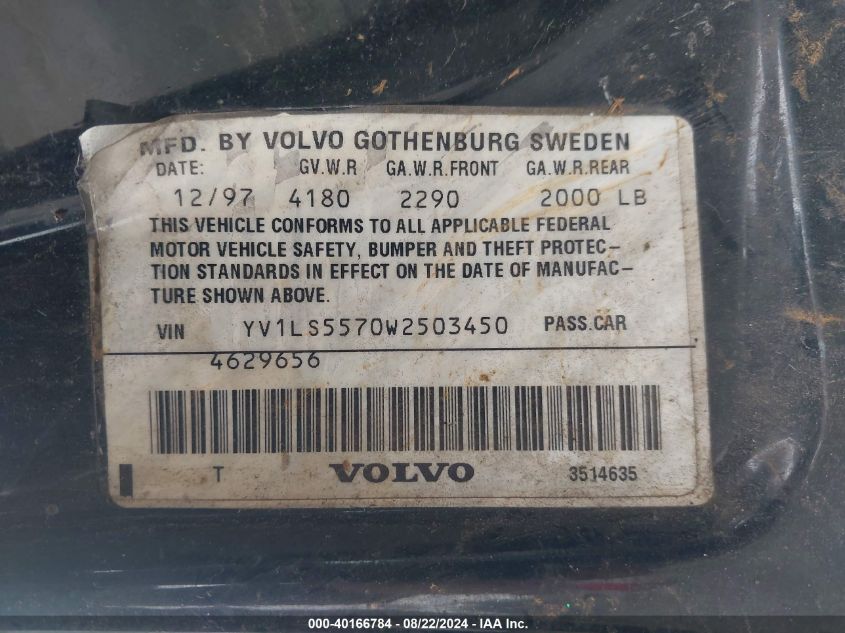 MFD. BY VOLVO GOTHENBURG SWEDEN
DATE: GV.W.R GA.W.R.FRONT GA.W.R.REAR
12/97 4180 2290 2000 LB
THIS VEHICLE CONFORMS TO ALL APPLICABLE FEDERAL
MOTOR VEHICLE SAFETY, BUMPER AND THEFT PROTEC-
TION STANDARDS IN EFFECT ON THE DATE OF MANUFAC-
TURE SHOWN ABOVE.
VIN YV1LS5570W2503450 PASS.CAR
4629656
T VOLVO 3514635
000-40166784 - 08/22/2024 - IAA Inc.